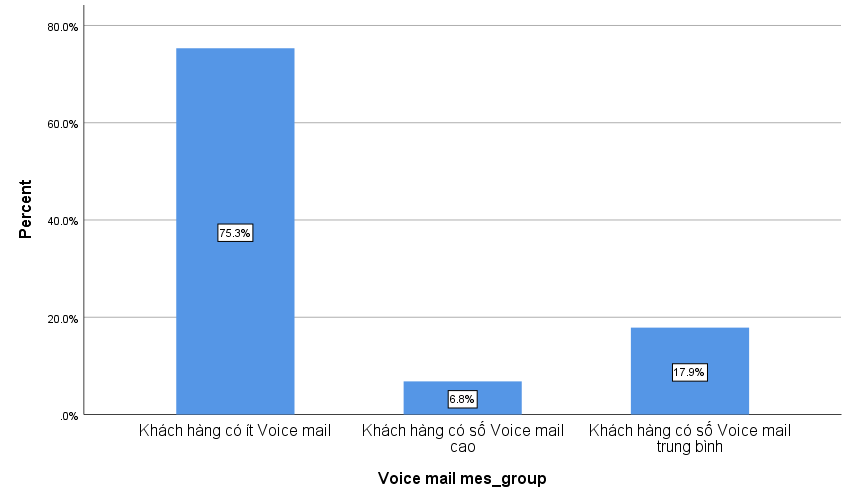 80.0%
60.0%
40.0%
20.0%
.0%
Percent
75.3%
6.8%
17.9%
Khách hàng có ít Voice mail
Khách hàng có số Voice mail
cao
Khách hàng có số Voice mail
trung bình
Voice mail mes_group